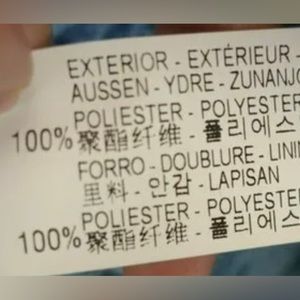 EXTERIOR - EXTÉRIEUR -
AUSSEN - YDRE - ZUNANJO
POLIESTER - POLYESTER
100% 聚酯纤维 - 폴리에스
FORRO - DOUBLURE - LININ
里料 - 안감 - LAPISAN
POLIESTER - POLYESTER
100% 聚酯纤维 - 폴리에스